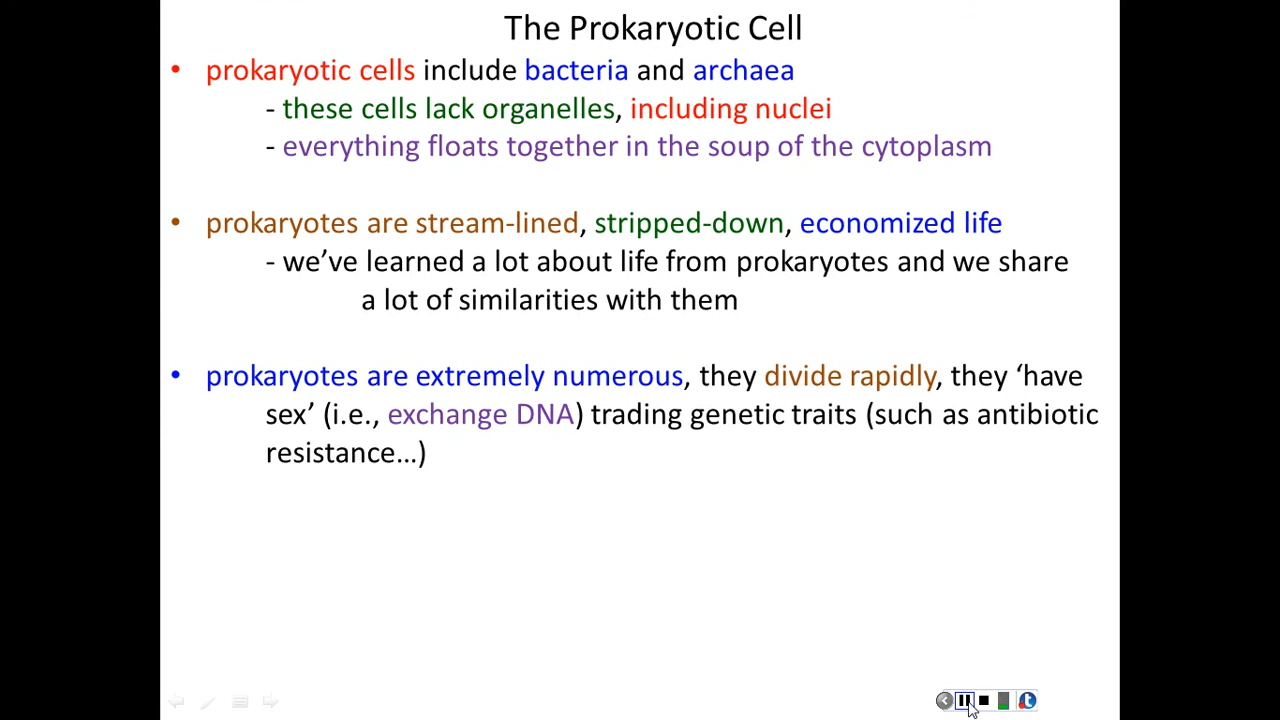 The Prokaryotic Cell
• prokaryotic cells include bacteria and archaea
- these cells lack organelles, including nuclei
- everything floats together in the soup of the cytoplasm
• prokaryotes are stream-lined, stripped-down, economized life
- we’ve learned a lot about life from prokaryotes and we share
a lot of similarities with them
• prokaryotes are extremely numerous, they divide rapidly, they ‘have
sex’ (i.e., exchange DNA) trading genetic traits (such as antibiotic
resistance…)